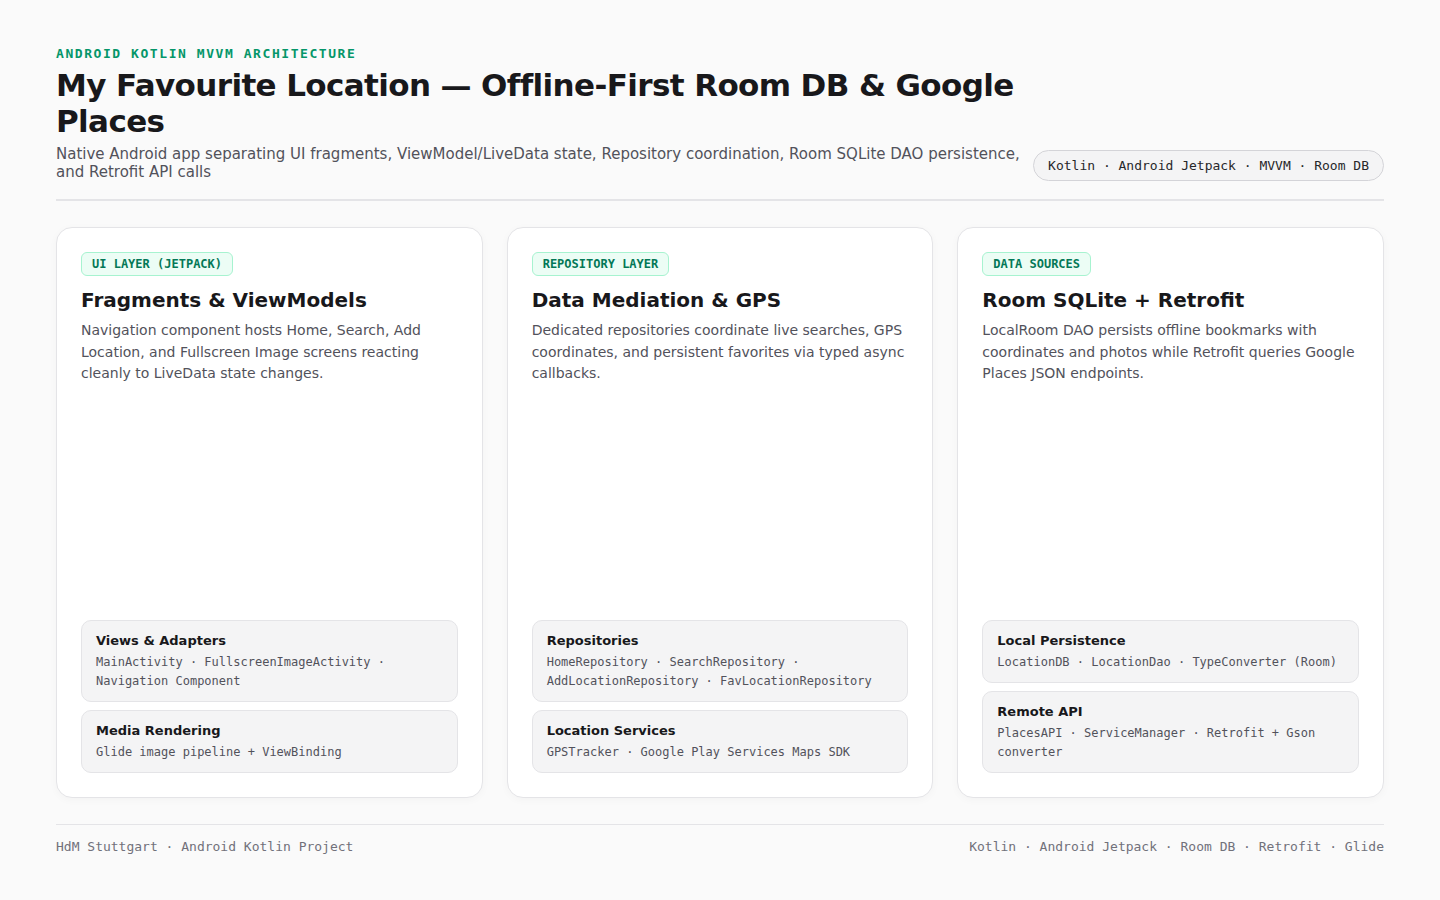 ANDROID KOTLIN MVVM ARCHITECTURE
My Favourite Location — Offline-First Room DB & Google
Places
Native Android app separating UI fragments, ViewModel/LiveData state, Repository coordination, Room SQLite DAO persistence,
and Retrofit API calls
Kotlin · Android Jetpack · MVVM · Room DB
UI LAYER (JETPACK)
Fragments & ViewModels
Navigation component hosts Home, Search, Add
Location, and Fullscreen Image screens reacting
cleanly to LiveData state changes.
Views & Adapters
MainActivity · FullscreenImageActivity ·
Navigation Component
Media Rendering
Glide image pipeline + ViewBinding
REPOSITORY LAYER
Data Mediation & GPS
Dedicated repositories coordinate live searches, GPS
coordinates, and persistent favorites via typed async
callbacks.
Repositories
HomeRepository · SearchRepository ·
AddLocationRepository · FavLocationRepository
Location Services
GPSTracker · Google Play Services Maps SDK
DATA SOURCES
Room SQLite + Retrofit
LocalRoom DAO persists offline bookmarks with
coordinates and photos while Retrofit queries Google
Places JSON endpoints.
Local Persistence
LocationDB · LocationDao · TypeConverter (Room)
Remote API
PlacesAPI · ServiceManager · Retrofit + Gson
converter
HdM Stuttgart · Android Kotlin Project
Kotlin · Android Jetpack · Room DB · Retrofit · Glide